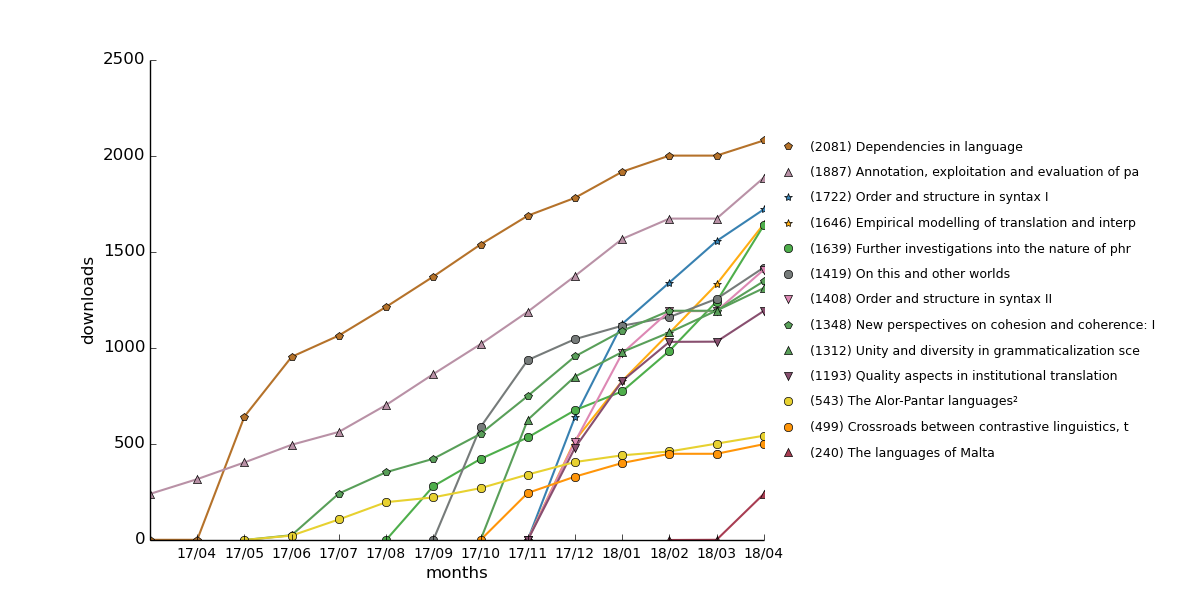 2500
2000
1500
1000
500
0
downloads
17/04 17/05 17/06 17/07 17/08 17/09 17/10 17/11 17/12 18/01 18/02 18/03 18/04
months
(2081) Dependencies in language
(1887) Annotation, exploitation and evaluation of pa
(1722) Order and structure in syntax I
(1646) Empirical modelling of translation and interp
(1639) Further investigations into the nature of phr
(1419) On this and other worlds
(1408) Order and structure in syntax II
(1348) New perspectives on cohesion and coherence: I
(1312) Unity and diversity in grammaticalization sce
(1193) Quality aspects in institutional translation
(543) The Alor-Pantar languages²
(499) Crossroads between contrastive linguistics, t
(240) The languages of Malta